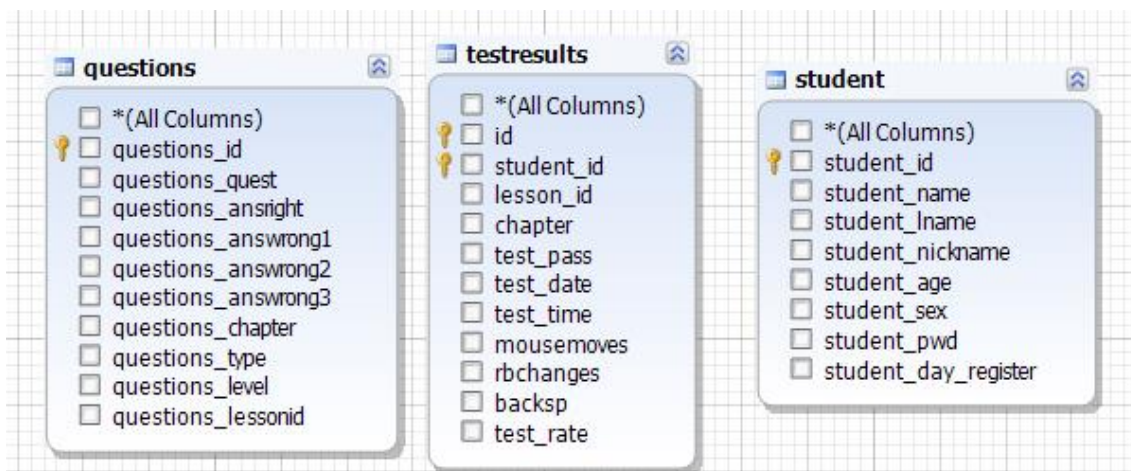 questions
*(All Columns)
questions_id
questions_quest
questions_ansright
questions_answrong1
questions_answrong2
questions_answrong3
questions_chapter
questions_type
questions_level
questions_lessonid
testresults
*(All Columns)
id
student_id
lesson_id
chapter
test_pass
test_date
test_time
mousemoves
rbchanges
backsp
test_rate
student
*(All Columns)
student_id
student_name
student_lname
student_nickname
student_age
student_sex
student_pwd
student_day_register